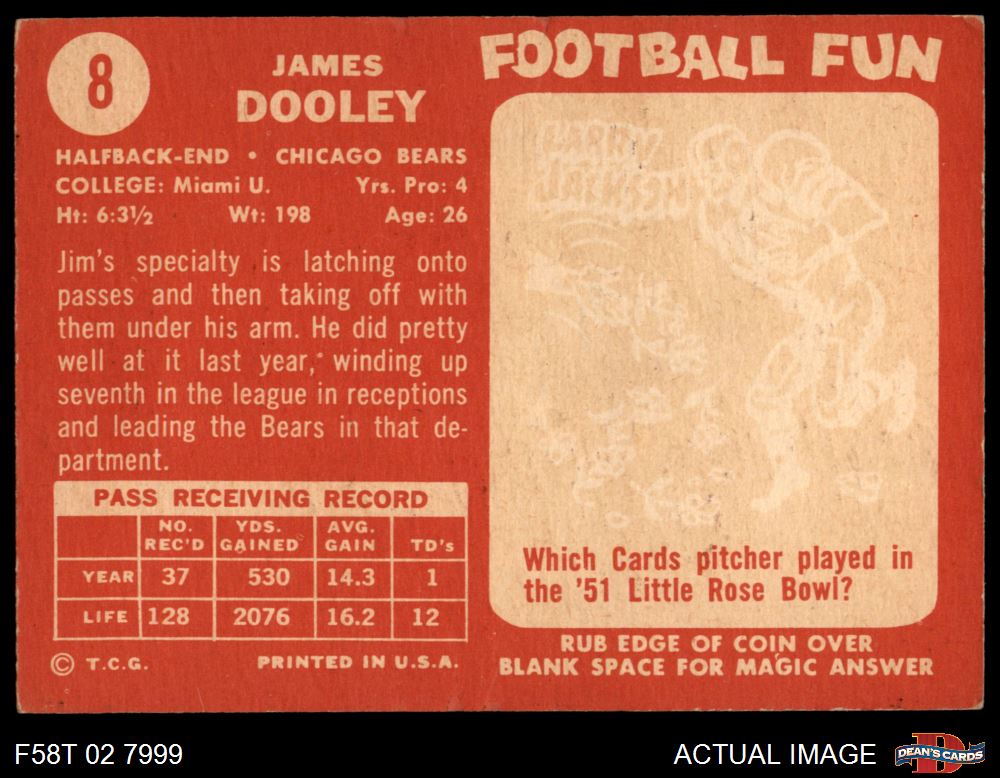 8
JAMES
DOOLEY
HALFBACK-END • CHICAGO BEARS
COLLEGE: Miami U. Yrs. Pro: 4
Ht: 6:3½ Wt: 198 Age: 26
Jim's specialty is latching onto
passes and then taking off with
them under his arm. He did pretty
well at it last year, winding up
seventh in the league in receptions
and leading the Bears in that de-
partment.
PASS RECEIVING RECORD
NO. REC'D YDS. GAINED AVG. GAIN TD's
YEAR 37 530 14.3 1
LIFE 128 2076 16.2 12
© T.C.G. PRINTED IN U.S.A.
FOOTBALL FUN
LARRY
JACKSON
Which Cards pitcher played in
the '51 Little Rose Bowl?
RUB EDGE OF COIN OVER
BLANK SPACE FOR MAGIC ANSWER
F58T 02 7999
ACTUAL IMAGE
DEAN'S CARDS